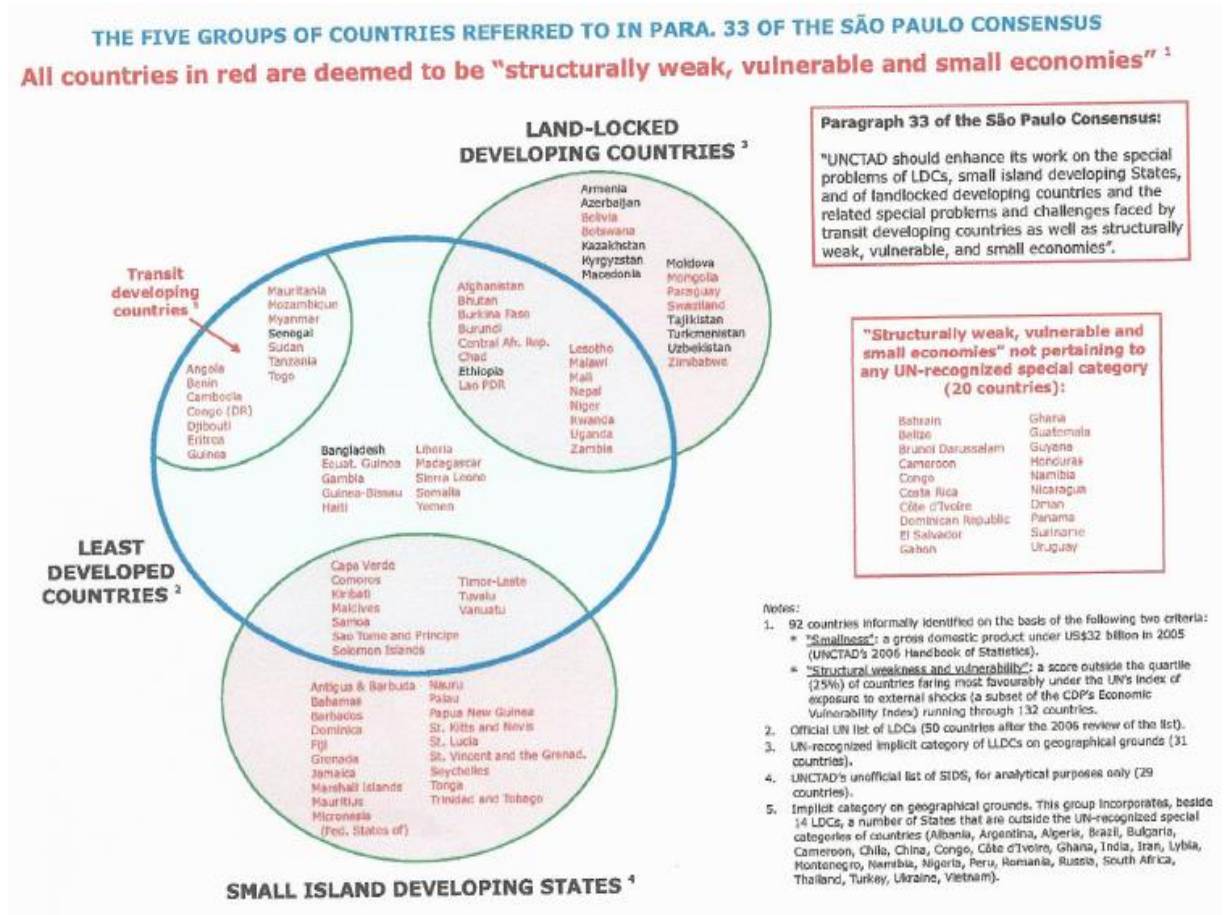 THE FIVE GROUPS OF COUNTRIES REFERRED TO IN PARA. 33 OF THE SÃO PAULO CONSENSUS
All countries in red are deemed to be "structurally weak, vulnerable and small economies" 1
LAND-LOCKED
DEVELOPING COUNTRIES 3
Armenia
Azerbaijan
Bolivia
Botswana
Kazakhstan
Kyrgyzstan
Macedonia
Moldova
Mongolia
Paraguay
Swaziland
Tajikistan
Turkmenistan
Uzbekistan
Zimbabwe
Paragraph 33 of the São Paulo Consensus:
"UNCTAD should enhance its work on the special
problems of LDCs, small island developing States,
and of landlocked developing countries and the
related special problems and challenges faced by
transit developing countries as well as structurally
weak, vulnerable, and small economies".
Transit
developing
countries 5
Mauritania
Mozambique
Myanmar
Senegal
Sudan
Tanzania
Togo
Angola
Benin
Cambodia
Congo (DR)
Djibouti
Eritrea
Guinea
Afghanistan
Bhutan
Burkina Faso
Burundi
Central Afr. Rep.
Chad
Ethiopia
Lao PDR
Lesotho
Malawi
Mali
Nepal
Niger
Rwanda
Uganda
Zambia
"Structurally weak, vulnerable and
small economies" not pertaining to
any UN-recognized special category
(20 countries):
Bahrain
Belize
Brunei Darussalam
Cameroon
Congo
Costa Rica
Côte d'Ivoire
Dominican Republic
El Salvador
Gabon
Ghana
Guatemala
Guyana
Honduras
Namibia
Nicaragua
Oman
Panama
Suriname
Uruguay
Bangladesh
Equat. Guinea
Gambia
Guinea-Bissau
Haiti
Liberia
Madagascar
Sierra Leone
Somalia
Yemen
LEAST
DEVELOPED
COUNTRIES 2
Cape Verde
Comoros
Kiribati
Maldives
Samoa
Sao Tome and Principe
Solomon Islands
Timor-Leste
Tuvalu
Vanuatu
Antigua & Barbuda
Bahamas
Barbados
Dominica
Fiji
Grenada
Jamaica
Marshall Islands
Mauritius
Micronesia
(Fed. States of)
Nauru
Palau
Papua New Guinea
St. Kitts and Nevis
St. Lucia
St. Vincent and the Grenad.
Seychelles
Tonga
Trinidad and Tobago
SMALL ISLAND DEVELOPING STATES 4
Notes:
1. 92 countries informally identified on the basis of the following two criteria:
* "Smallness": a gross domestic product under US$32 billion in 2005
(UNCTAD's 2006 Handbook of Statistics).
* "Structural weakness and vulnerability": a score outside the quartile
(25%) of countries faring most favourably under the UN's index of
exposure to external shocks (a subset of the CDP's Economic
Vulnerability Index) running through 132 countries.
2. Official UN list of LDCs (50 countries after the 2006 review of the list).
3. UN-recognized implicit category of LLDCs on geographical grounds (31
countries).
4. UNCTAD's unofficial list of SIDS, for analytical purposes only (29
countries).
5. Implicit category on geographical grounds. This group incorporates, beside
14 LDCs, a number of States that are outside the UN-recognized special
categories of countries (Albania, Argentina, Algeria, Brazil, Bulgaria,
Cameroon, Chile, China, Congo, Côte d'Ivoire, Ghana, India, Iran, Lybia,
Montenegro, Namibia, Nigeria, Peru, Romania, Russia, South Africa,
Thailand, Turkey, Ukraine, Vietnam).